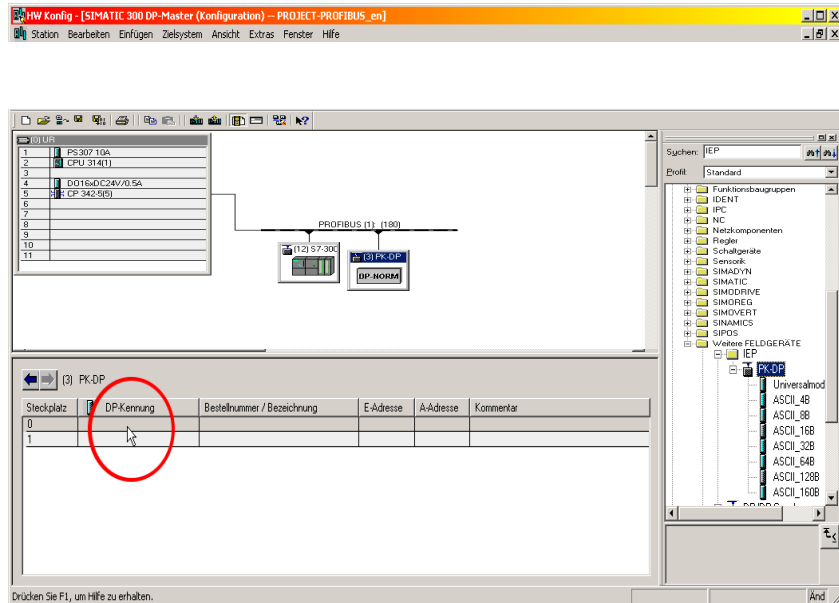 HW Konfig - [SIMATIC 300 DP-Master (Konfiguration) -- PROJECT-PROFIBUS_en]
Station Bearbeiten Einfügen Zielsystem Ansicht Extras Fenster Hilfe
(0) UR
1 PS307 10A
2 CPU 314(1)
3
4 DO16xDC24V/0.5A
5 CP 342-5(5)
6
7
8
9
10
11
PROFIBUS (1): (180)
(12) S7-300
(3) PK-DP
DP-NORM
(3) PK-DP
Steckplatz DP-Kennung Bestellnummer / Bezeichnung E-Adresse A-Adresse Kommentar
0
1
Suchen: IEP
Profil: Standard
Funktionsbaugruppen
IDENT
IPC
NC
Netzkomponenten
Regler
Schaltgeräte
Sensorik
SIMADYN
SIMATIC
SIMODRIVE
SIMOREG
SIMOVERT
SINAMICS
SIPOS
Weitere FELDGERÄTE
IEP
PK-DP
Universalmod
ASCII_4B
ASCII_8B
ASCII_16B
ASCII_32B
ASCII_64B
ASCII_128B
ASCII_160B
Drücken Sie F1, um Hilfe zu erhalten.
Änd